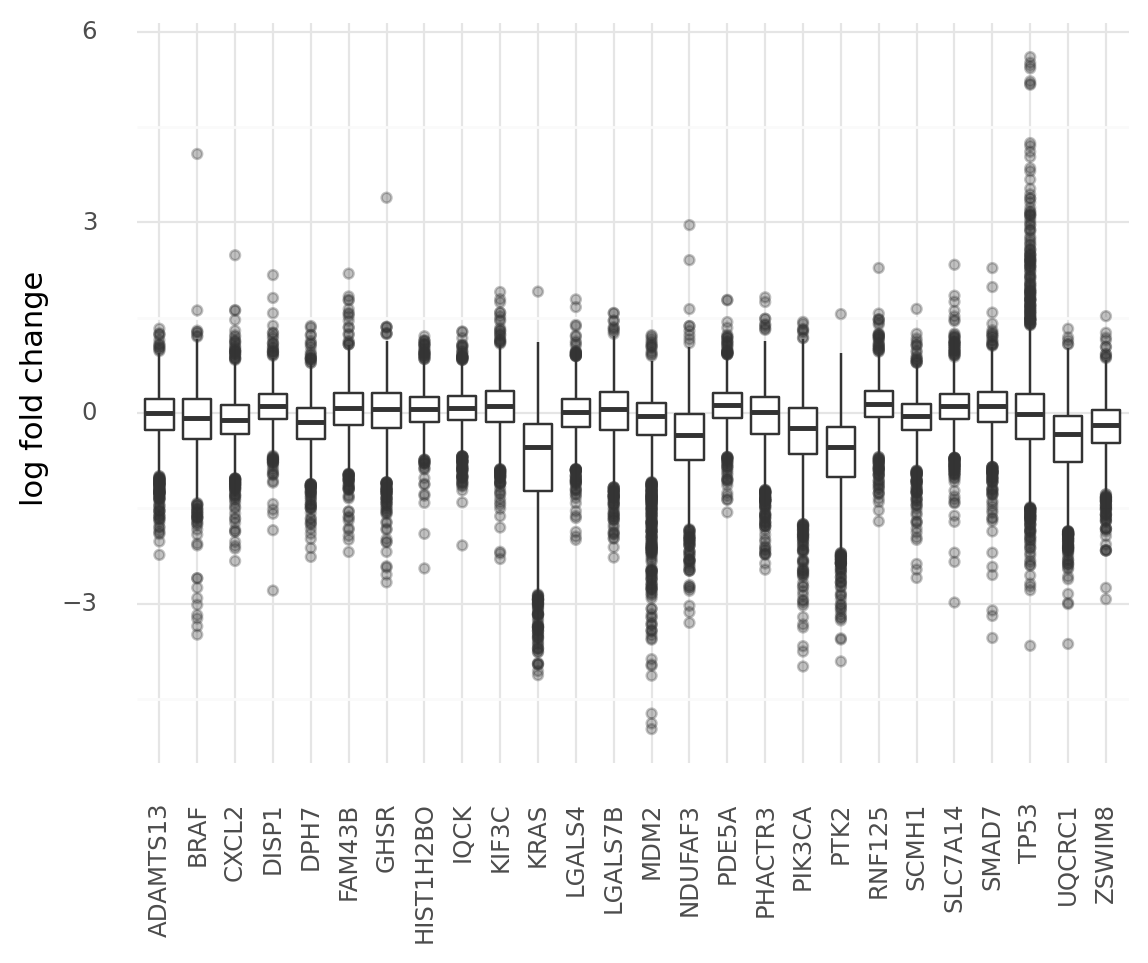 6
3
0
−3
log fold change
ADAMTS13
BRAF
CXCL2
DISP1
DPH7
FAM43B
GHSR
HIST1H2BO
IQCK
KIF3C
KRAS
LGALS4
LGALS7B
MDM2
NDUFAF3
PDE5A
PHACTR3
PIK3CA
PTK2
RNF125
SCMH1
SLC7A14
SMAD7
TP53
UQCRC1
ZSWIM8